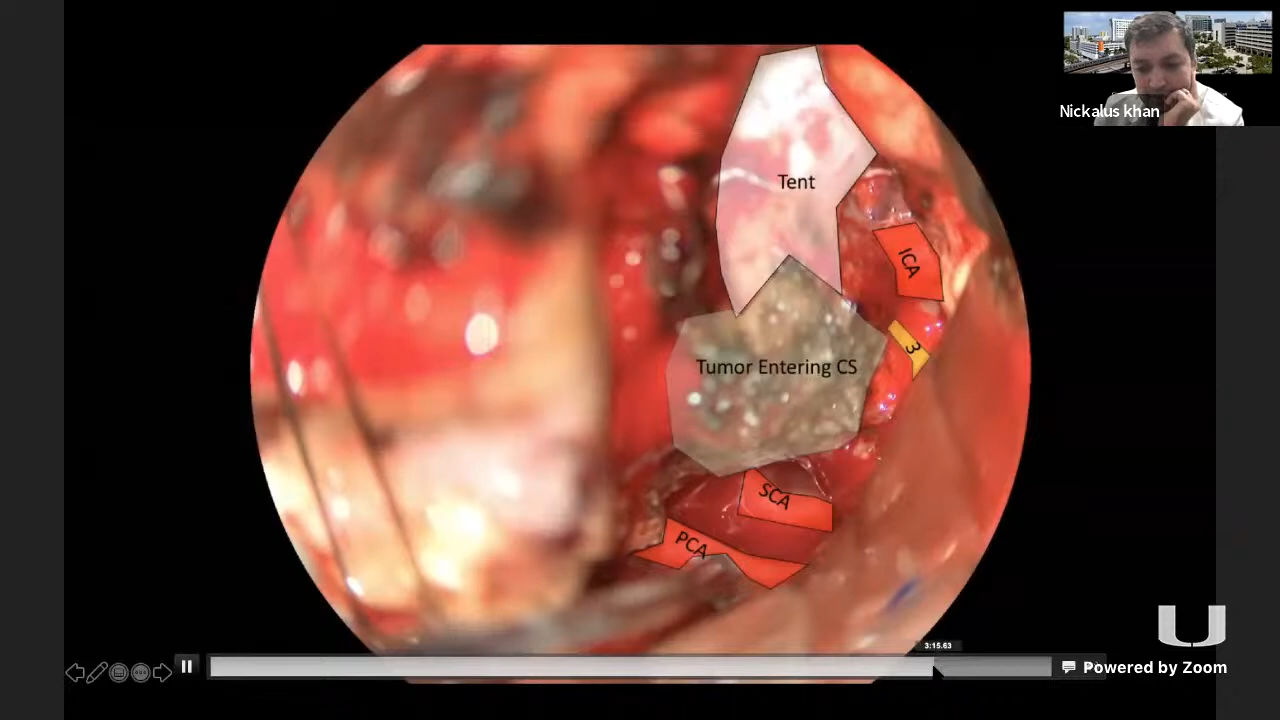 Nickalus khan
Tent
ICA
3
Tumor Entering CS
SCA
PCA
3:15.63
Powered by Zoom